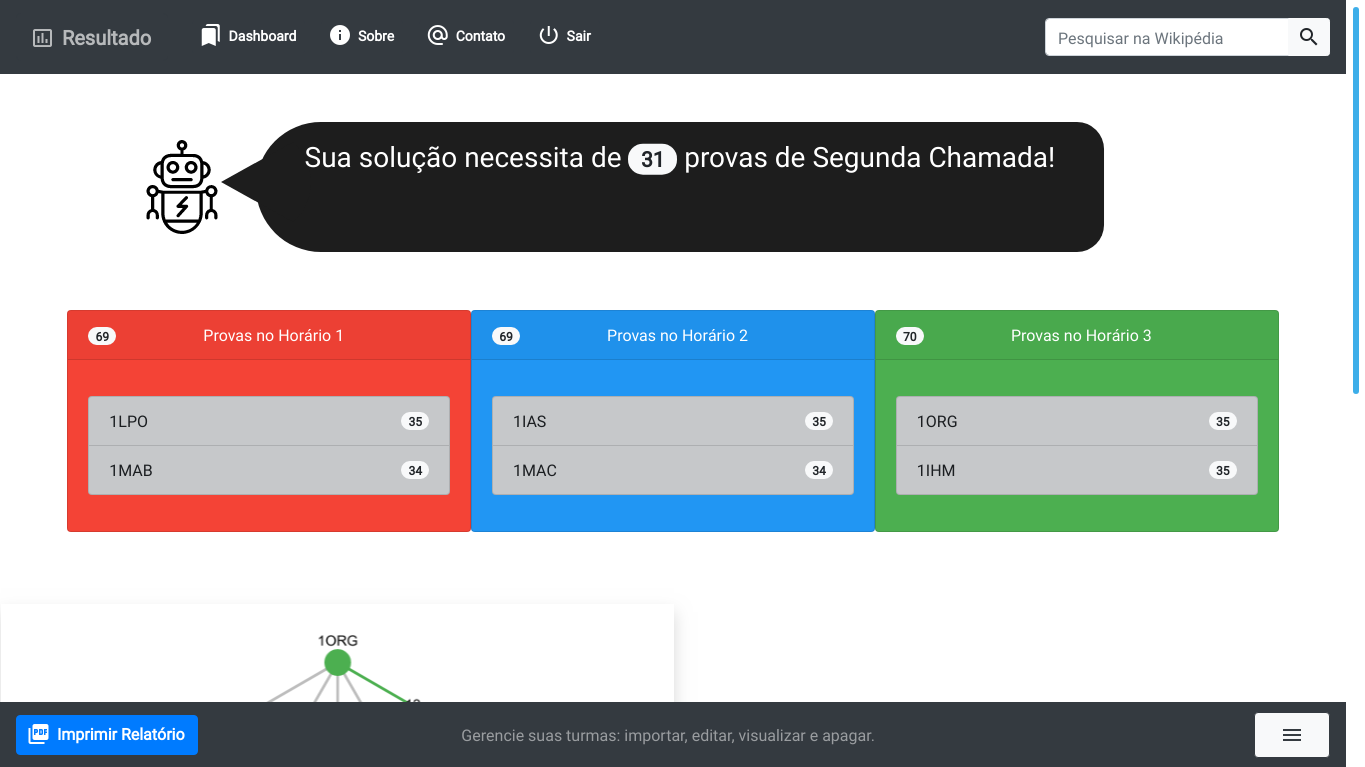 Resultado Dashboard Sobre Contato Sair Pesquisar na Wikipédia
Sua solução necessita de 31 provas de Segunda Chamada!
69 Provas no Horário 1
1LPO 35
1MAB 34
69 Provas no Horário 2
1IAS 35
1MAC 34
70 Provas no Horário 3
1ORG 35
1IHM 35
1ORG
PDF Imprimir Relatório Gerencie suas turmas: importar, editar, visualizar e apagar.